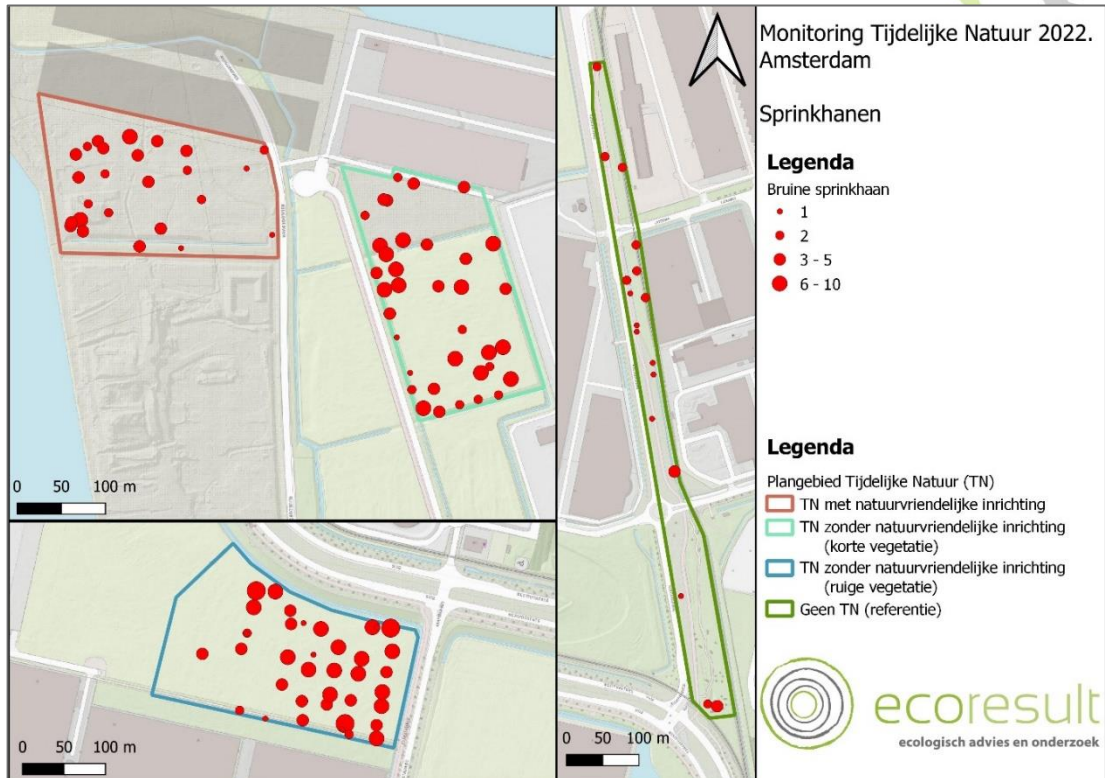 Monitoring Tijdelijke Natuur 2022.
Amsterdam
Sprinkhanen
Legenda
Bruine sprinkhaan
1
2
3 - 5
6 - 10
Legenda
Plangebied Tijdelijke Natuur (TN)
TN met natuurvriendelijke inrichting
TN zonder natuurvriendelijke inrichting
(korte vegetatie)
TN zonder natuurvriendelijke inrichting
(ruige vegetatie)
Geen TN (referentie)
ecoresult
ecologisch advies en onderzoek
0 50 100 m
0 50 100 m
0 50 100 m